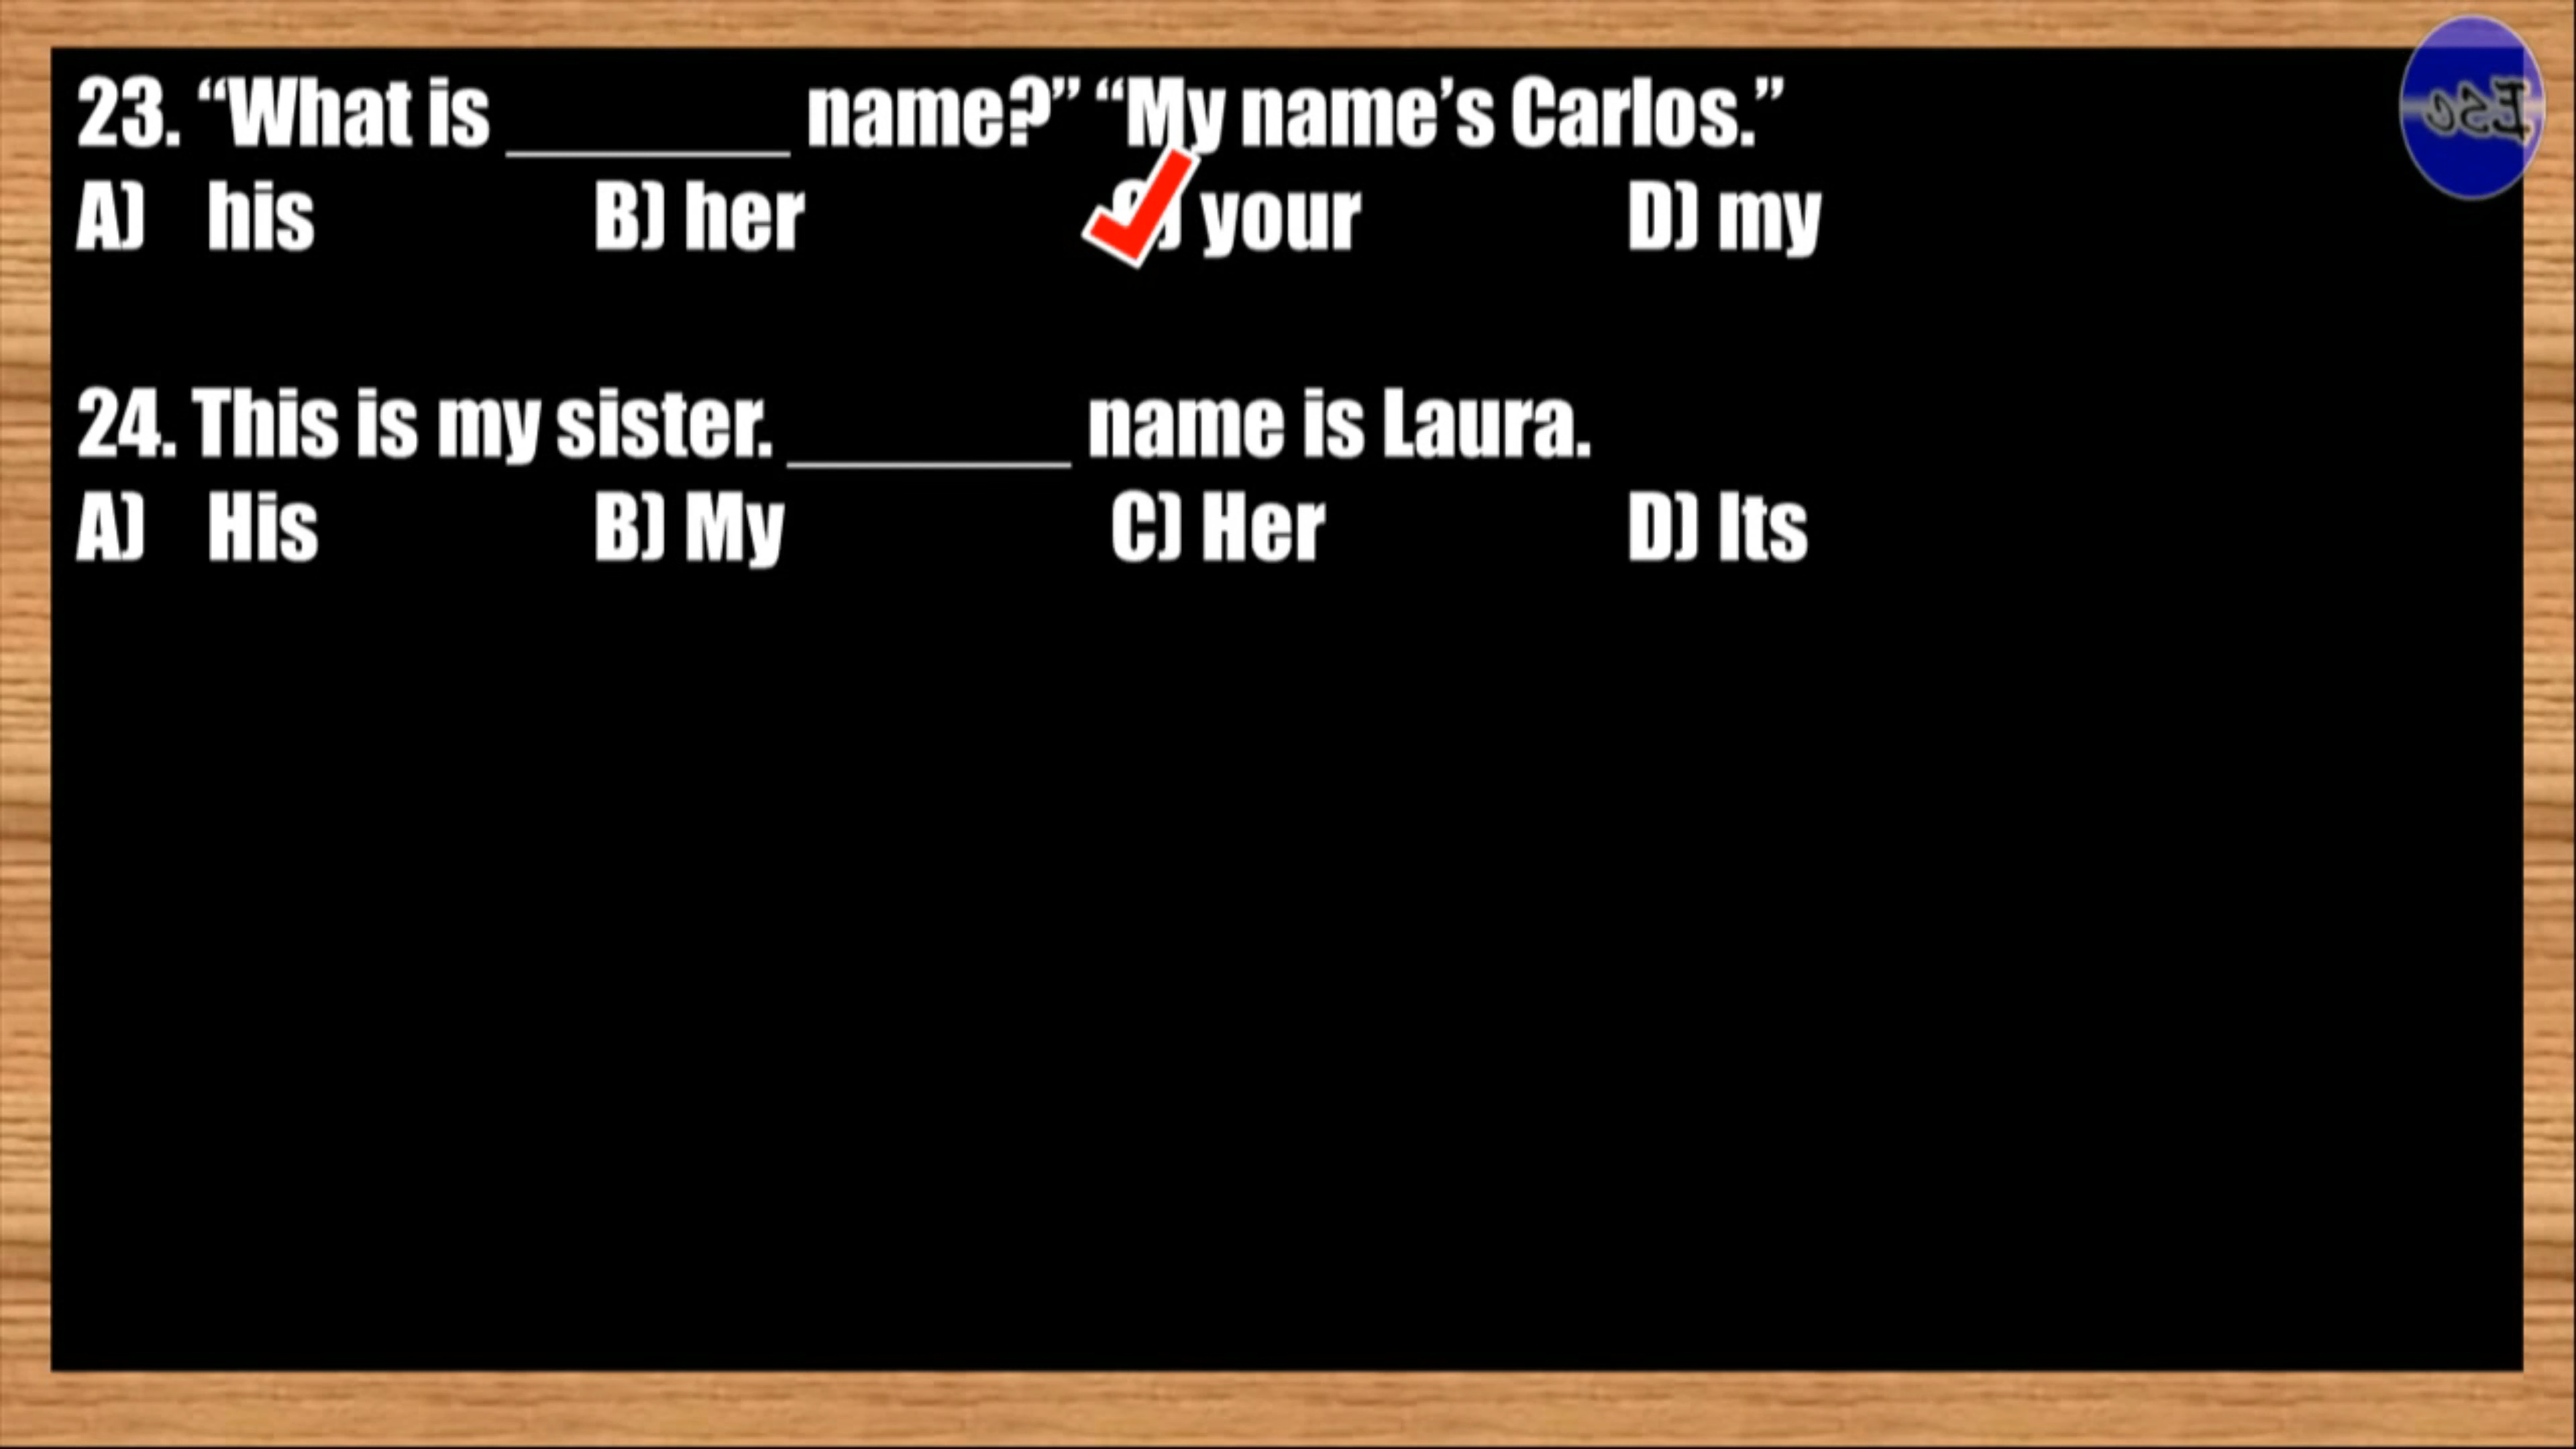 23. “What is ________ name?” “My name’s Carlos.”
A) his B) her C) your D) my
24. This is my sister. ________ name is Laura.
A) His B) My C) Her D) Its
ESC